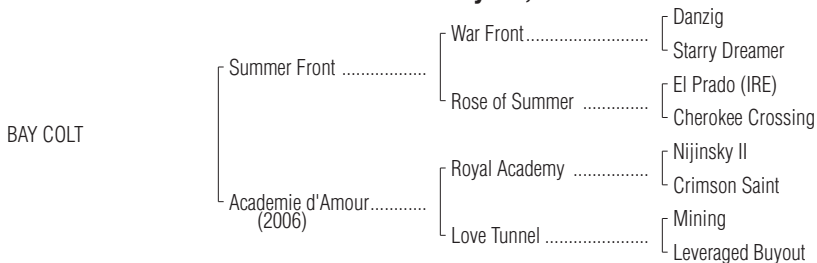 Danzig
War Front..........................
Starry Dreamer
Summer Front ..................
El Prado (IRE)
Rose of Summer ..............
Cherokee Crossing
BAY COLT
Nijinsky II
Royal Academy ................
Crimson Saint
Academie d'Amour............
(2006)
Mining
Love Tunnel ......................
Leveraged Buyout